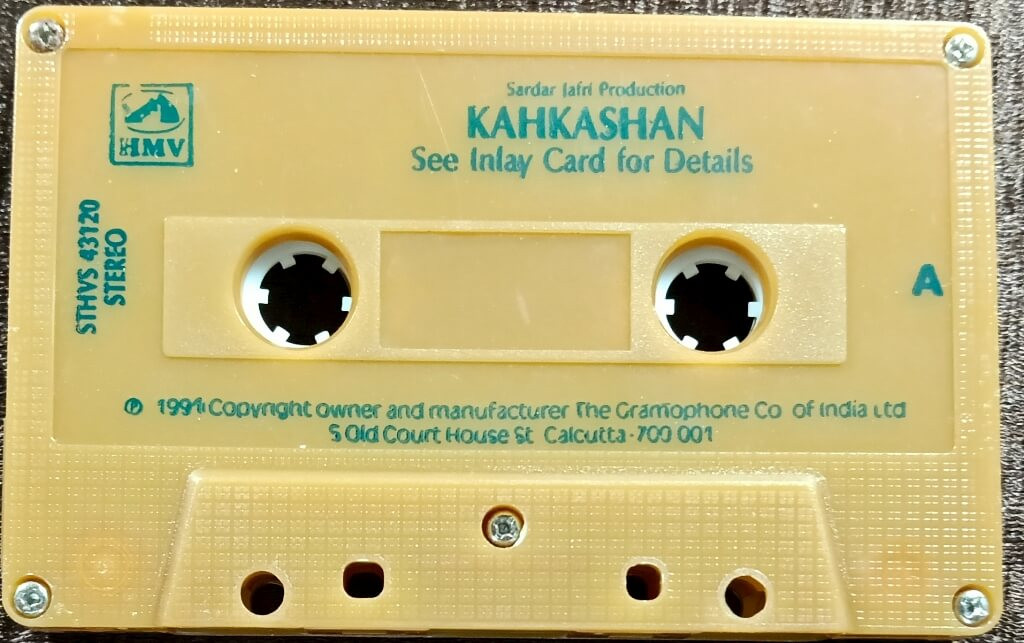 HMV
Sardar Jafri Production
KAHKASHAN
See Inlay Card for Details
STHVS 43120
STEREO
A
℗ 1991 Copyright owner and manufacturer The Gramophone Co of India Ltd
5 Old Court House St Calcutta-700 001